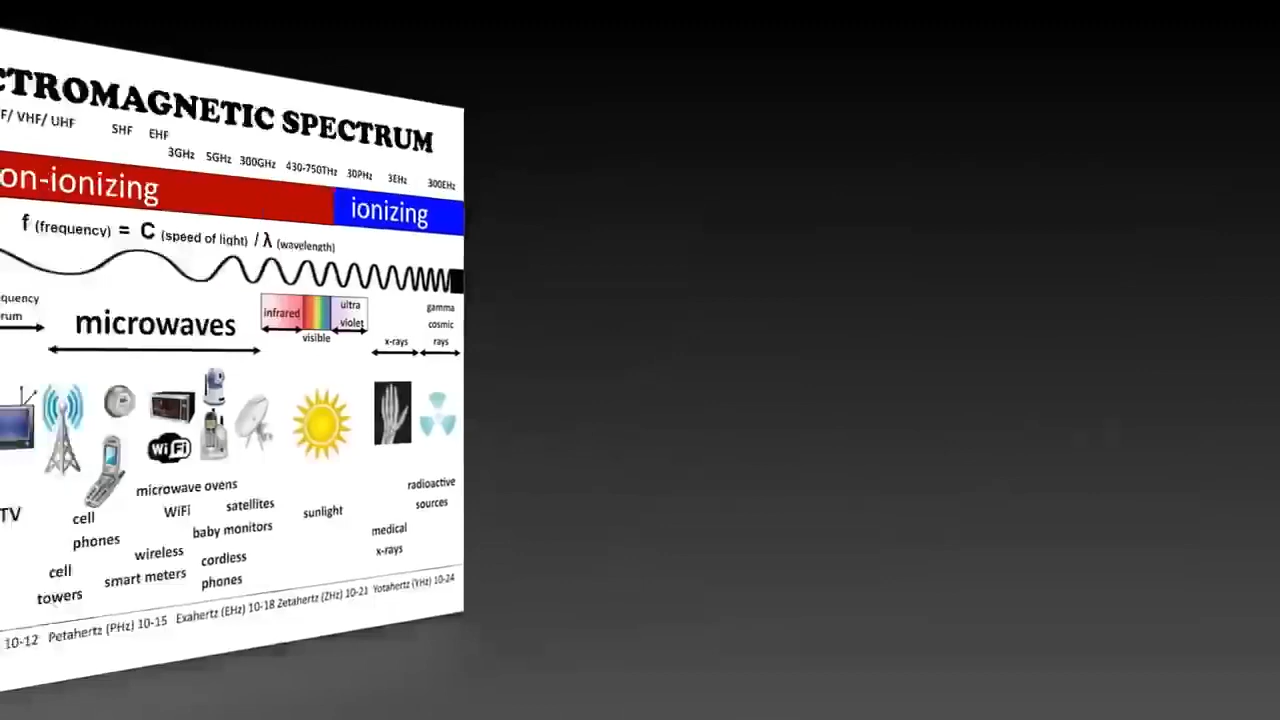 CTROMAGNETIC SPECTRUM
F/ VHF/ UHF SHF EHF
3GHz 5GHz 300GHz 430-750THz 30PHz 3EHz 300EHz
on-ionizing ionizing
f (frequency) = C (speed of light) / λ (wavelength)
quency
rum
microwaves
infrared
visible
ultra
violet
x-rays
gamma
cosmic
rays
WiFi
TV
cell
phones
cell
towers
microwave ovens
WiFi
wireless
smart meters
satellites
baby monitors
cordless
phones
sunlight
medical
x-rays
radioactive
sources
10-12 Petahertz (PHz) 10-15 Exahertz (EHz) 10-18 Zetahertz (ZHz) 10-21 Yotahertz (YHz) 10-24